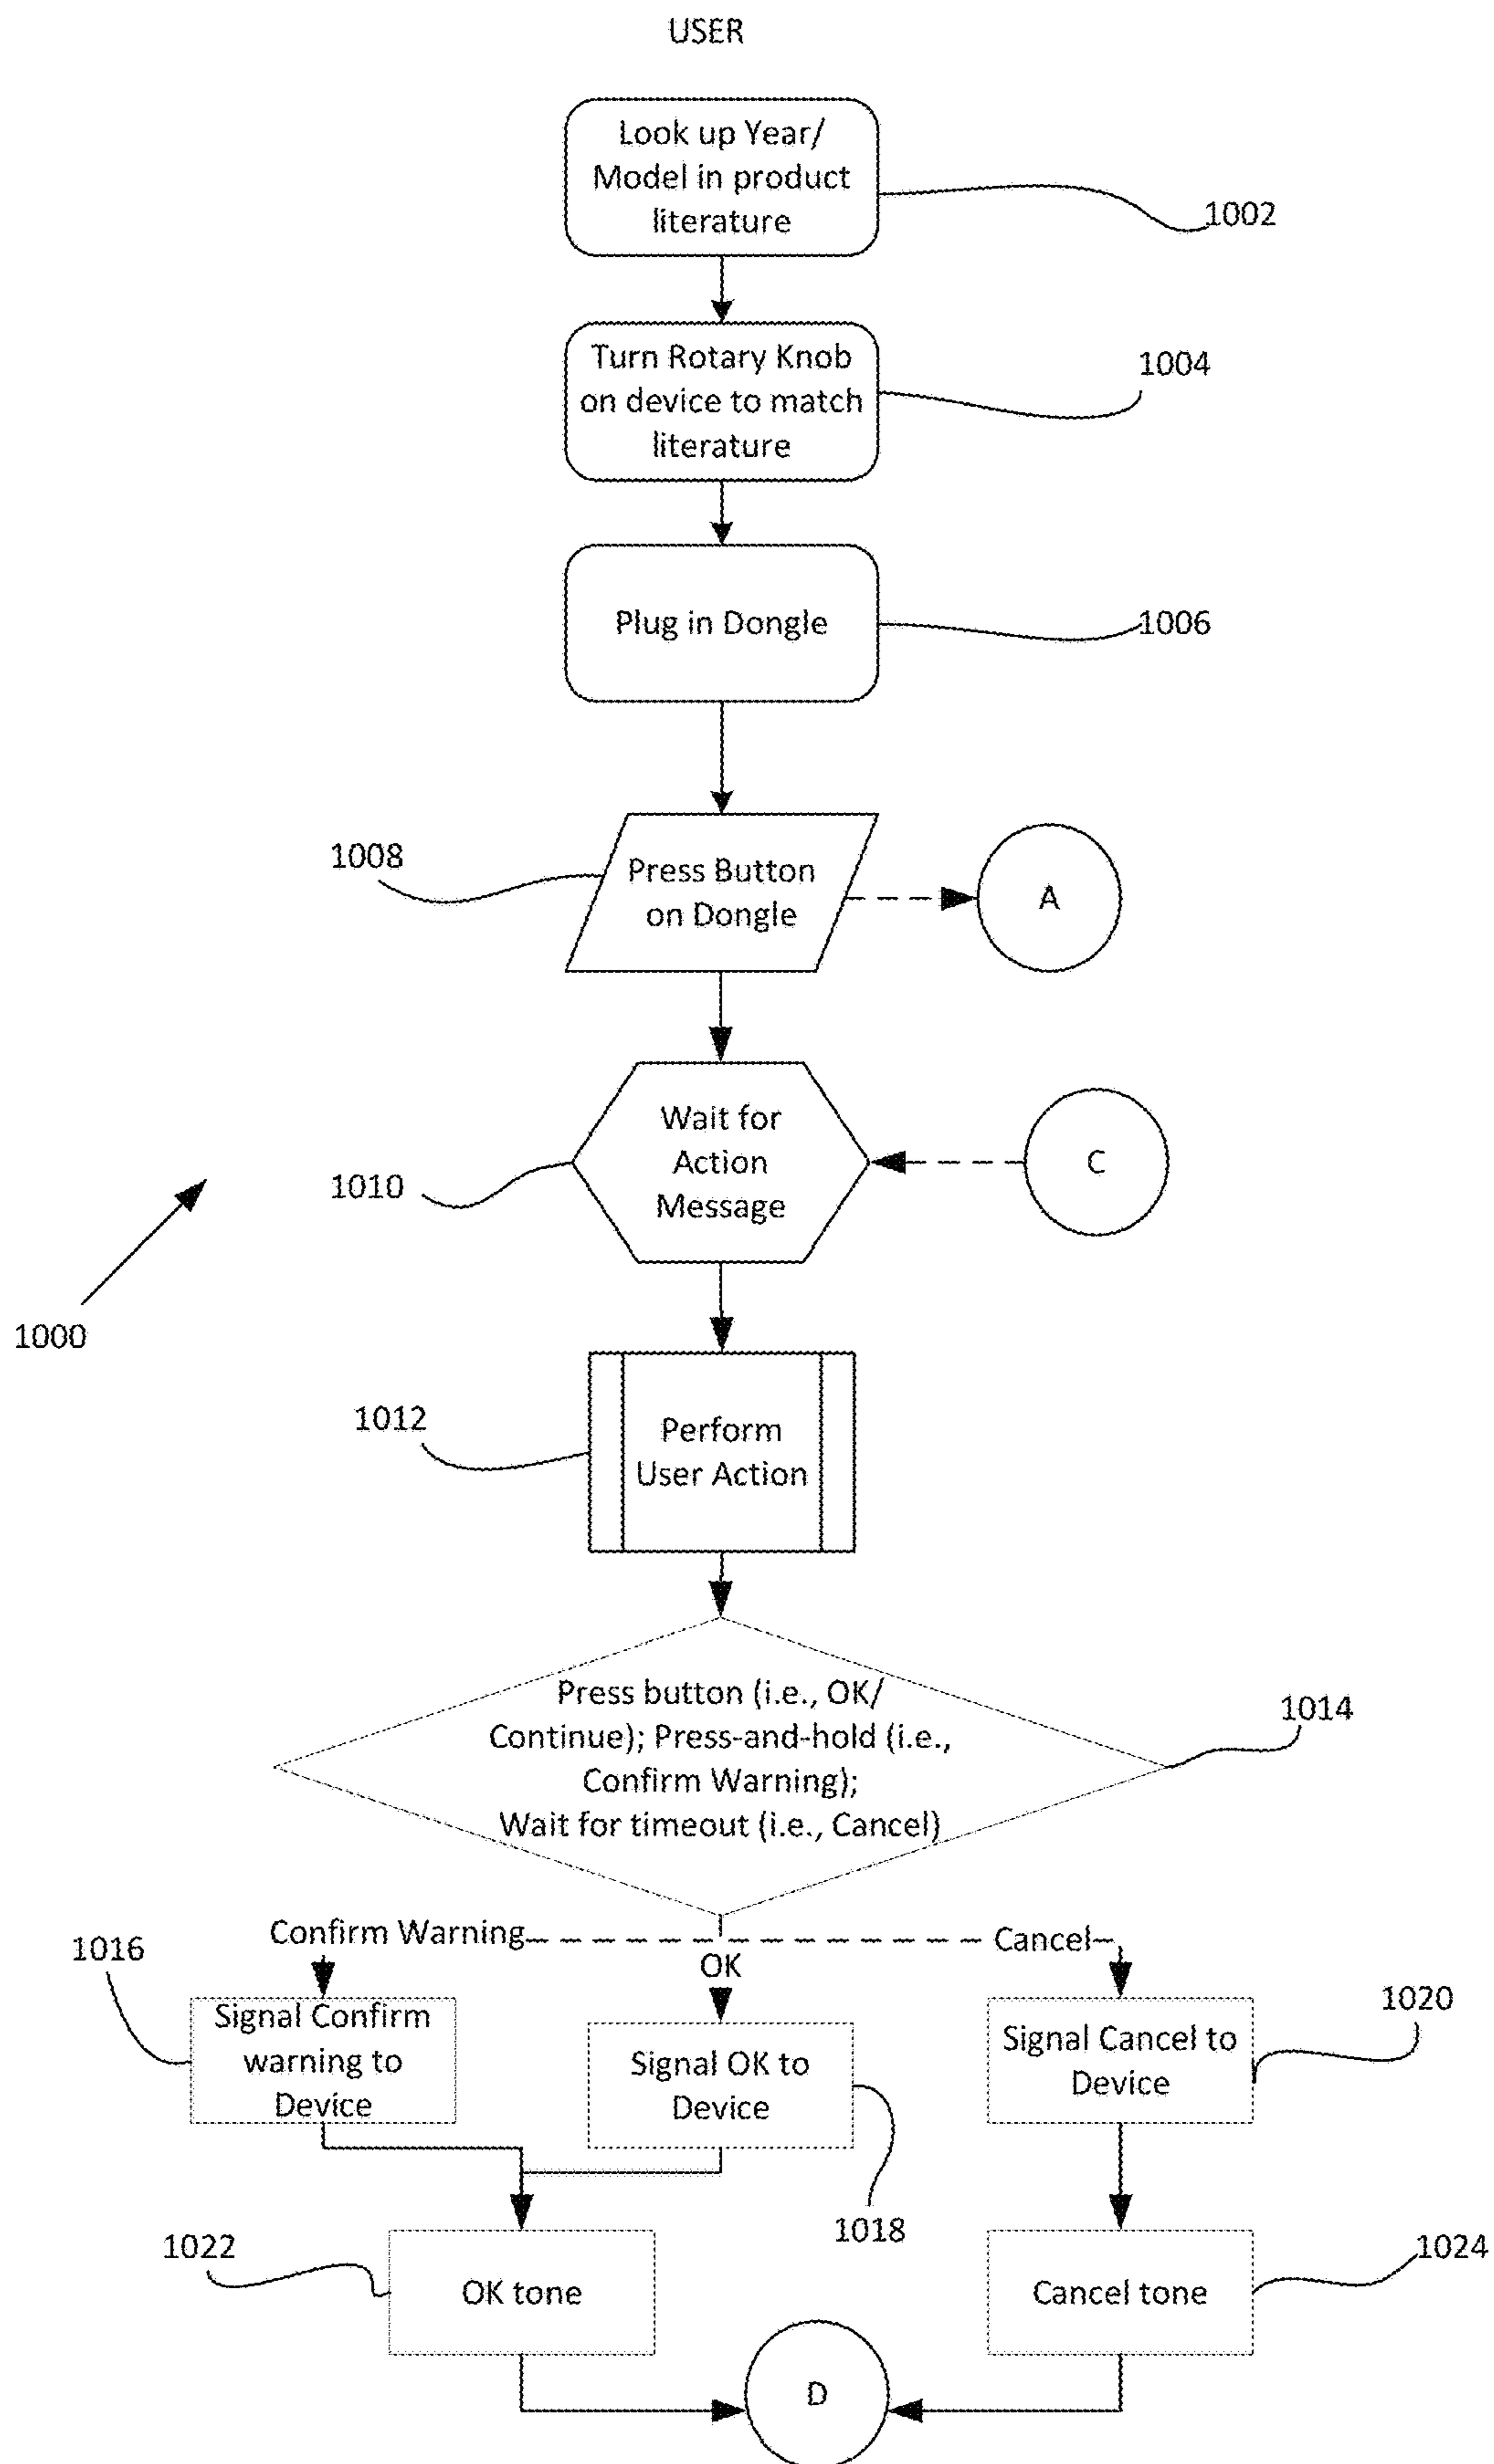 USER
Look up Year/
Model in product
literature
1002
Turn Rotary Knob
on device to match
literature
1004
Plug in Dongle
1006
1008
Press Button
on Dongle
A
Wait for
Action
Message
C
1010
1000
1012
Perform
User Action
Press button (i.e., OK/
Continue); Press-and-hold (i.e.,
Confirm Warning);
Wait for timeout (i.e., Cancel)
1014
Confirm Warning
OK
Cancel
1016
Signal Confirm
warning to
Device
Signal OK to
Device
1018
Signal Cancel to
Device
1020
1022
OK tone
Cancel tone
1024
D